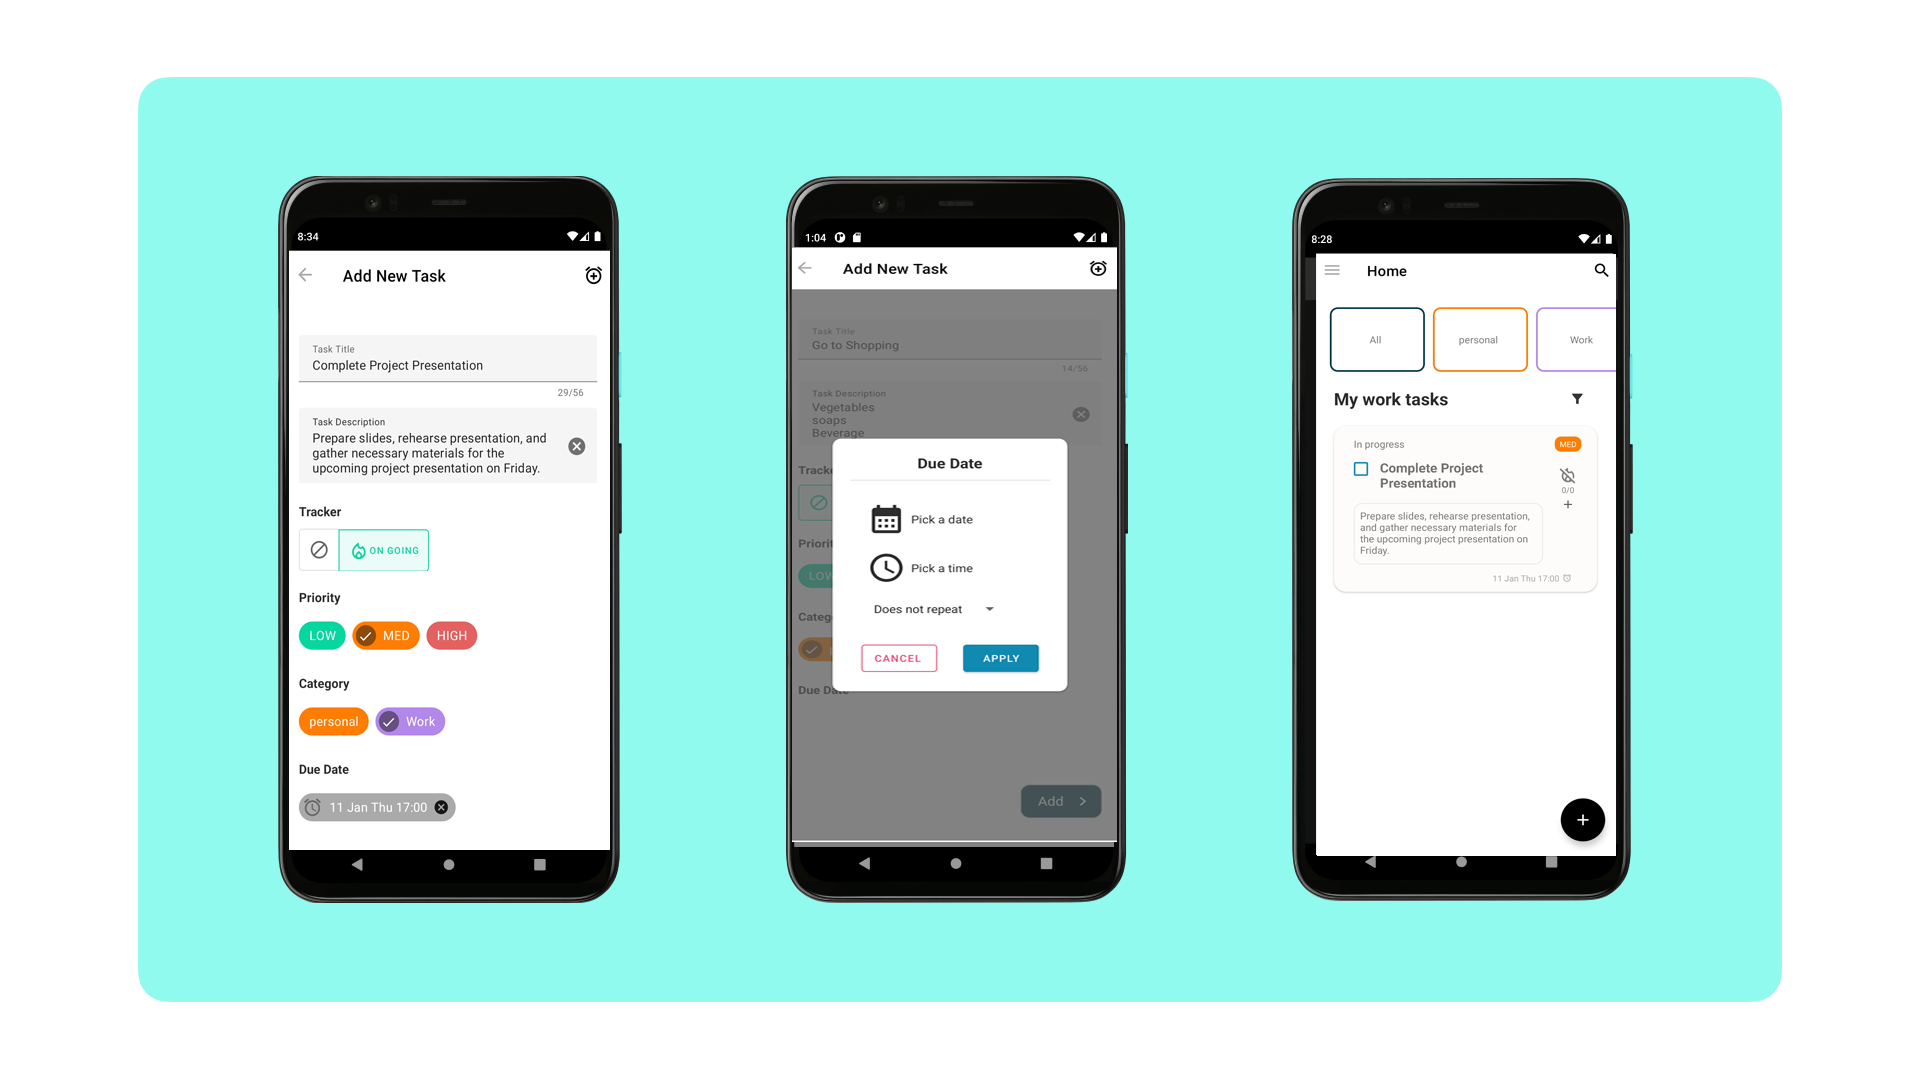 8:34
Add New Task
Task Title
Complete Project Presentation
29/56
Task Description
Prepare slides, rehearse presentation, and
gather necessary materials for the
upcoming project presentation on Friday.
Tracker
ON GOING
Priority
LOW MED HIGH
Category
personal Work
Due Date
11 Jan Thu 17:00
1:04
Add New Task
Task Title
Go to Shopping
14/56
Task Description
Vegetables
soaps
Beverage
Due Date
Pick a date
Pick a time
Does not repeat
CANCEL APPLY
Due Date
Add
8:28
Home
All personal Work
My work tasks
In progress MED
Complete Project
Presentation
0/0
Prepare slides, rehearse presentation,
and gather necessary materials for
the upcoming project presentation on
Friday.
11 Jan Thu 17:00